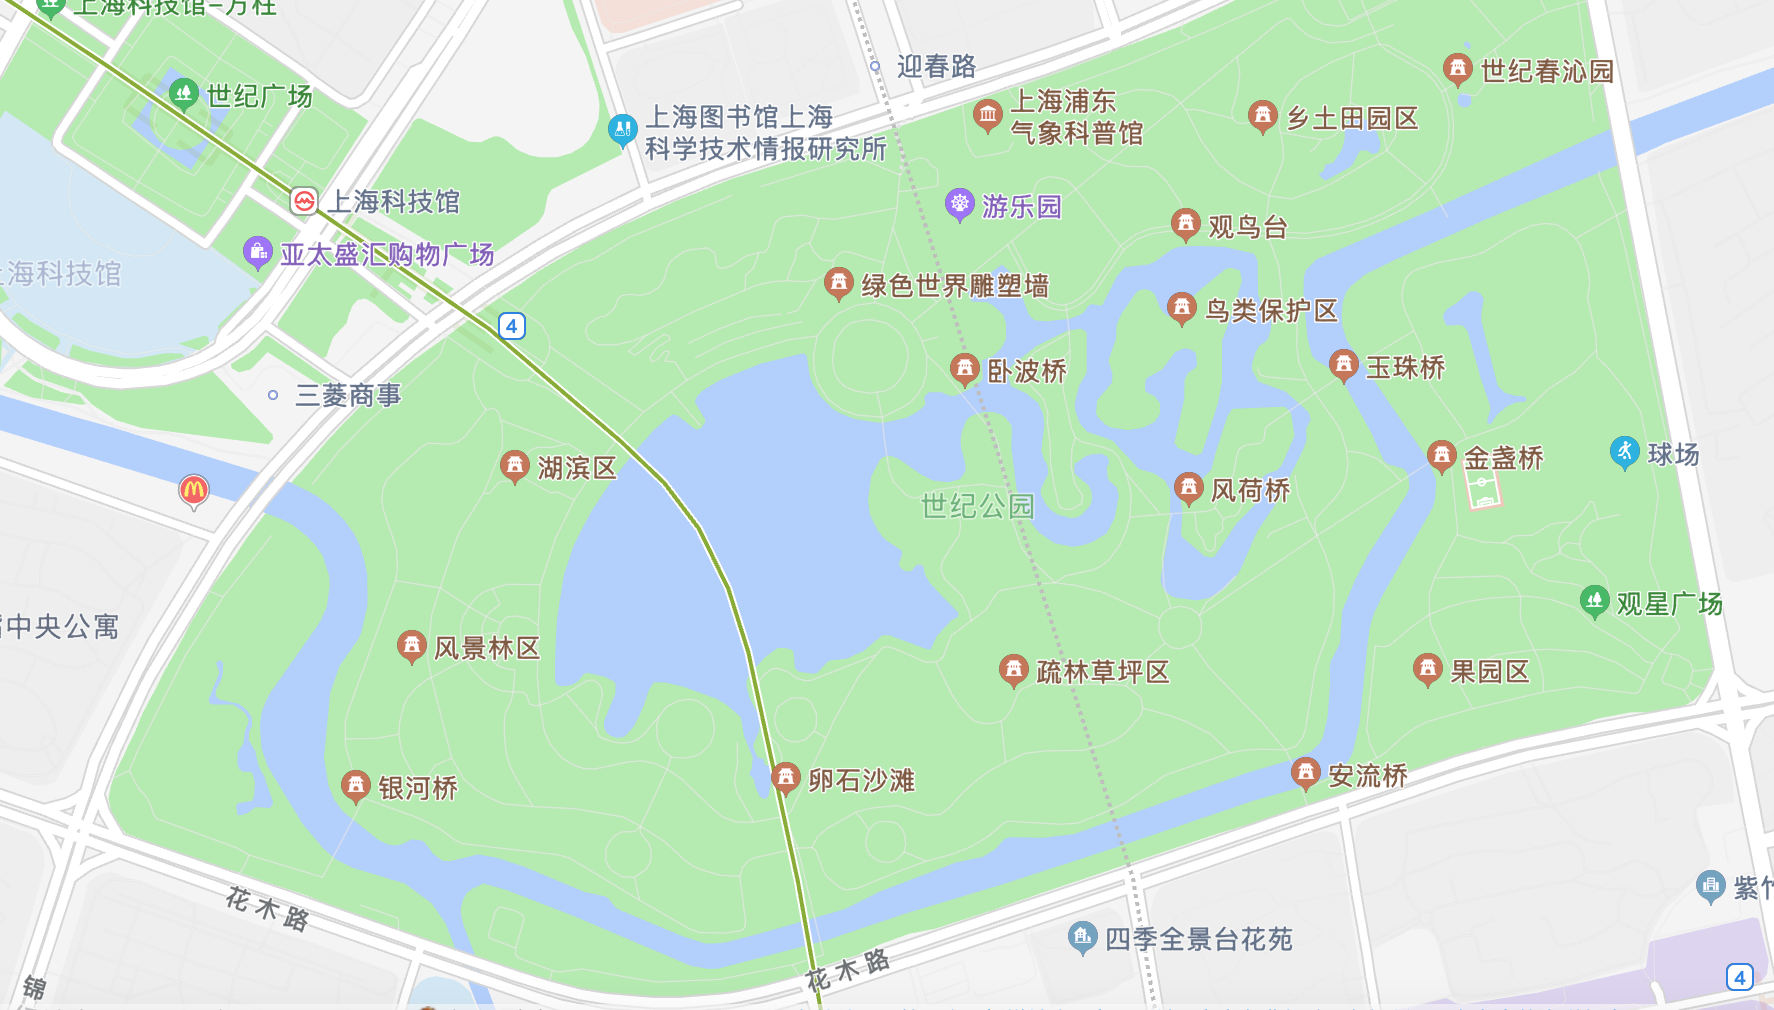 上海科技馆-方柱
世纪广场
迎春路
上海图书馆上海
科学技术情报研究所
上海浦东
气象科普馆
乡土田园区
世纪春沁园
上海科技馆
游乐园
观鸟台
亚太盛汇购物广场
上海科技馆
绿色世界雕塑墙
鸟类保护区
4
卧波桥
玉珠桥
三菱商事
湖滨区
金盏桥
球场
世纪公园
风荷桥
观星广场
中央公寓
风景林区
疏林草坪区
果园区
银河桥
卵石沙滩
安流桥
花木路
紫竹
四季全景台花苑
花木路
锦
4